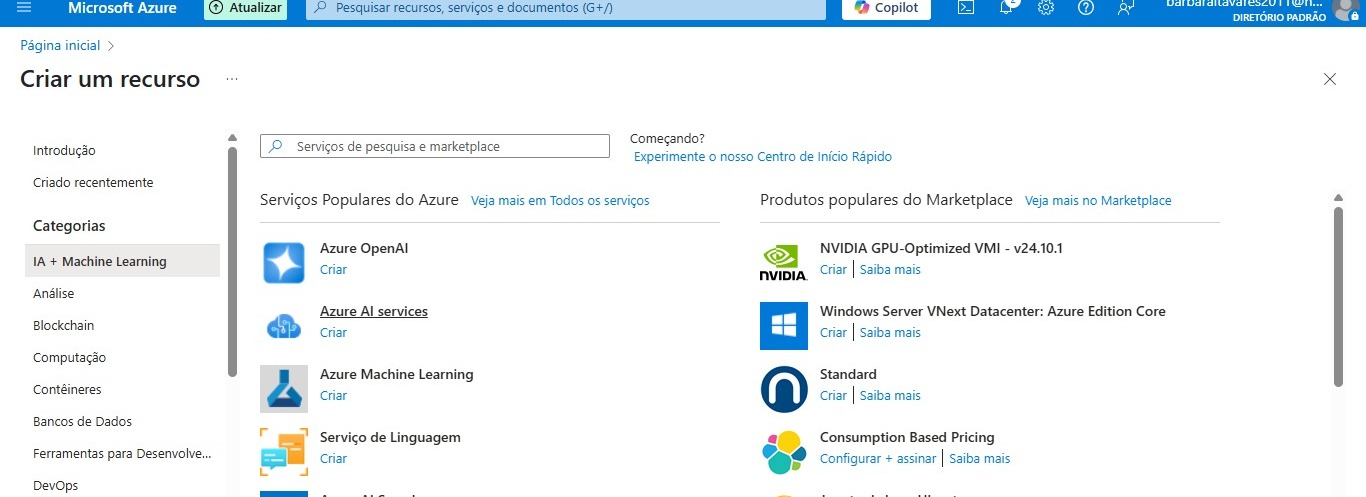 Microsoft Azure
Atualizar
Pesquisar recursos, serviços e documentos (G+/)
Copilot
2
DIRETÓRIO PADRÃO
Página inicial
Criar um recurso
...
Introdução
Criado recentemente
Categorias
IA + Machine Learning
Análise
Blockchain
Computação
Contêineres
Bancos de Dados
Ferramentas para Desenvolve...
DevOps
Serviços de pesquisa e marketplace
Começando?
Experimente o nosso Centro de Início Rápido
Serviços Populares do Azure Veja mais em Todos os serviços
Azure OpenAI
Criar
Azure AI services
Criar
Azure Machine Learning
Criar
Serviço de Linguagem
Criar
Produtos populares do Marketplace Veja mais no Marketplace
NVIDIA
NVIDIA GPU-Optimized VMI - v24.10.1
Criar | Saiba mais
Windows Server VNext Datacenter: Azure Edition Core
Criar | Saiba mais
Standard
Criar | Saiba mais
Consumption Based Pricing
Configurar + assinar | Saiba mais